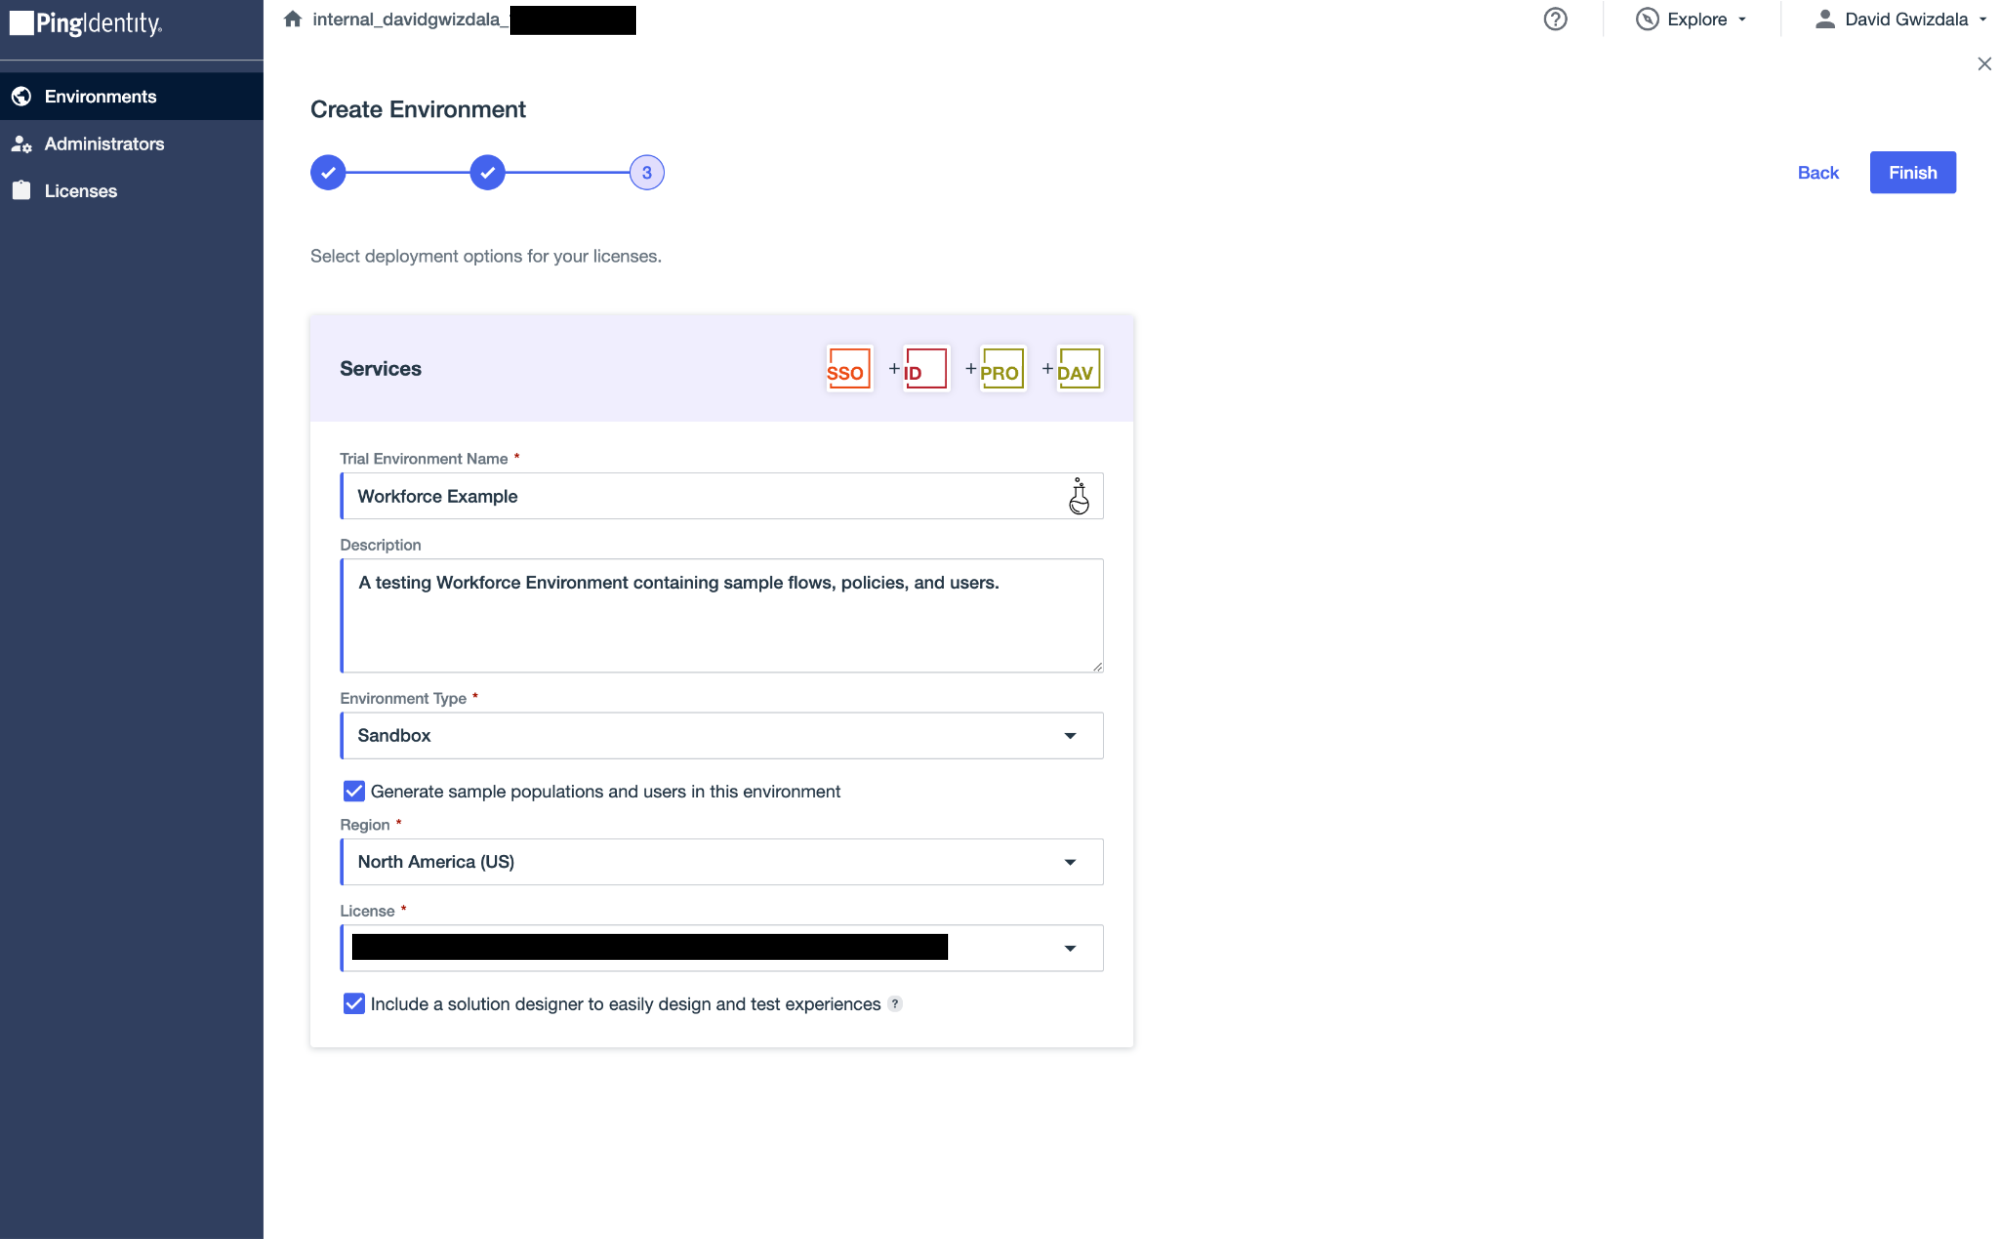 PingIdentity.
internal_davidgwizdala_
Explore
David Gwizdala
Environments
Administrators
Licenses
Create Environment
3
Back
Finish
Select deployment options for your licenses.
Services
SSO + ID + PRO + DAV
Trial Environment Name *
Workforce Example
Description
A testing Workforce Environment containing sample flows, policies, and users.
Environment Type *
Sandbox
Generate sample populations and users in this environment
Region *
North America (US)
License *
Include a solution designer to easily design and test experiences ?